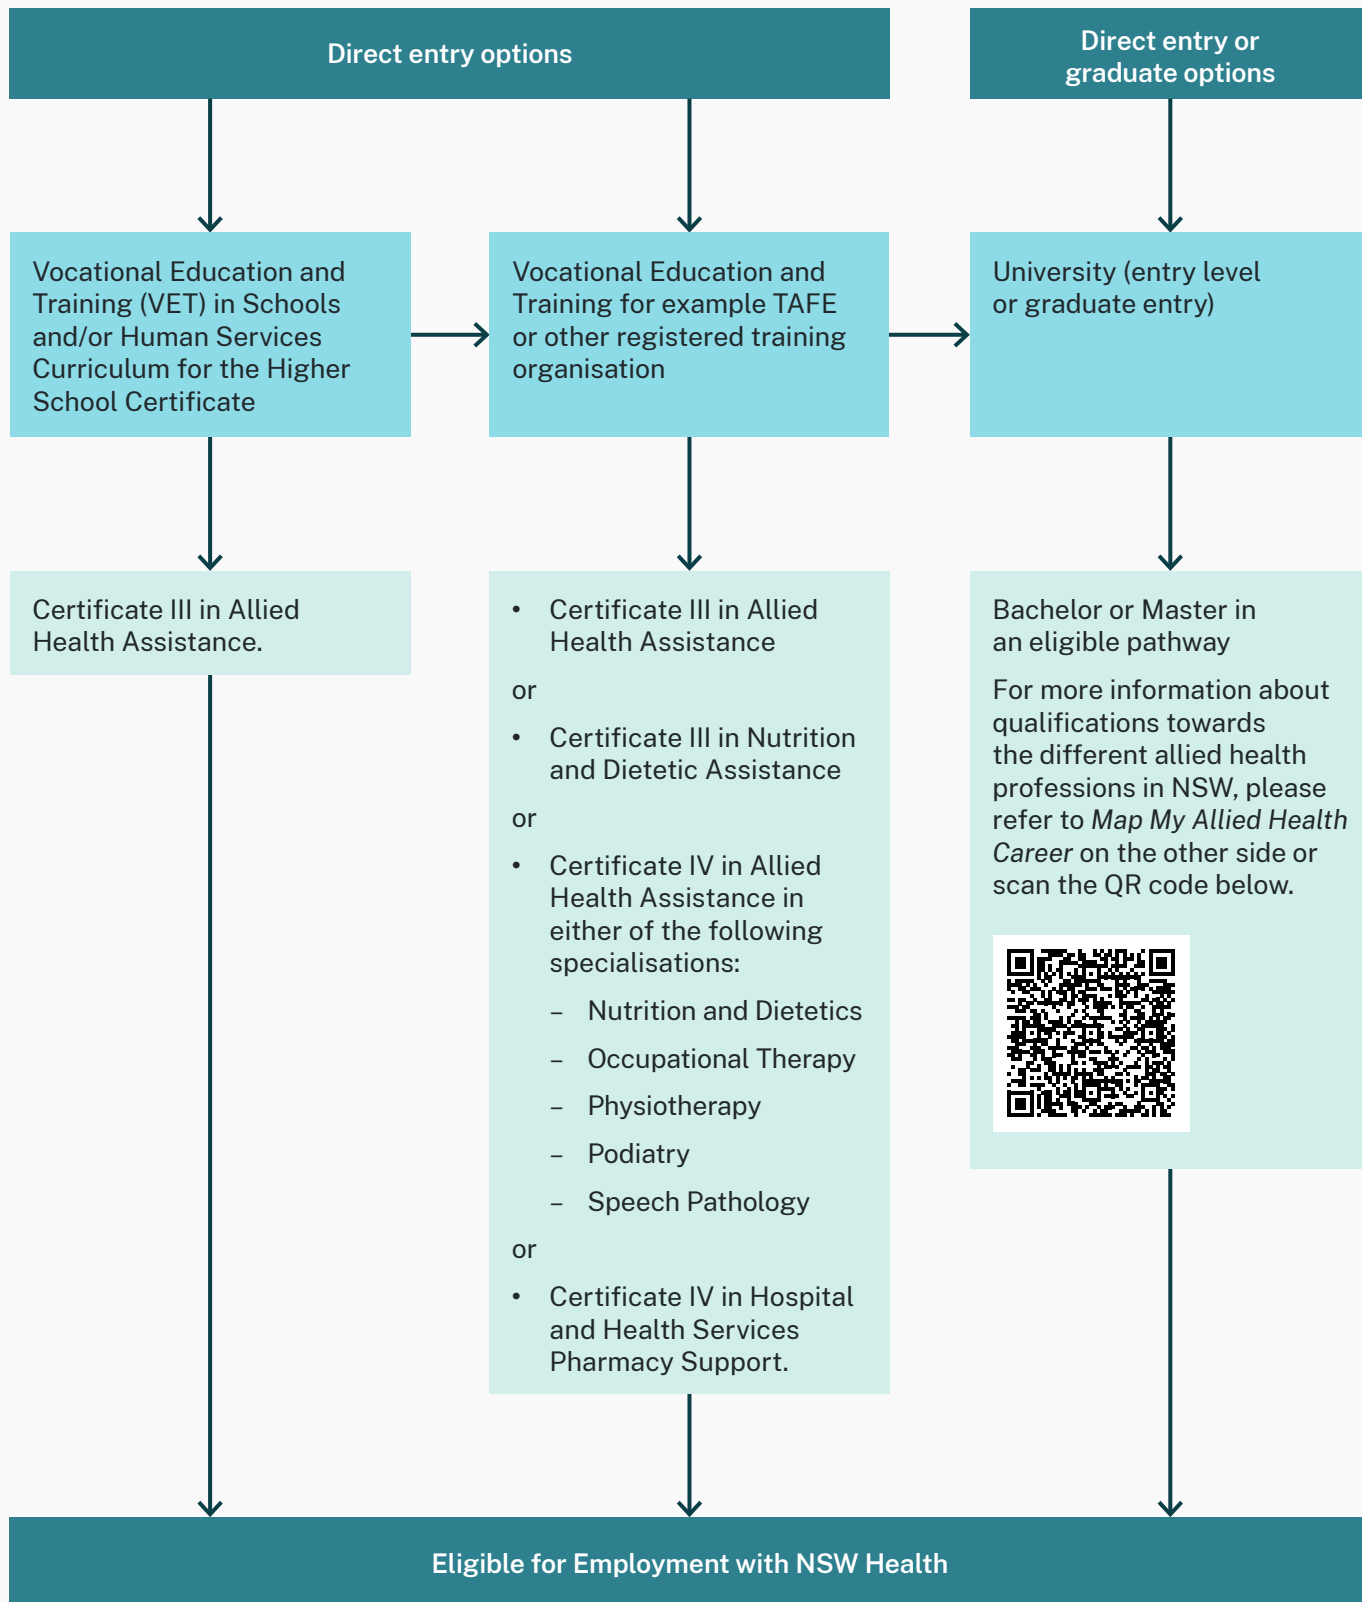 Direct entry options
Direct entry or
graduate options
Vocational Education and
Training (VET) in Schools
and/or Human Services
Curriculum for the Higher
School Certificate
Vocational Education and
Training for example TAFE
or other registered training
organisation
University (entry level
or graduate entry)
Certificate III in Allied
Health Assistance.
• Certificate III in Allied
Health Assistance
or
• Certificate III in Nutrition
and Dietetic Assistance
or
• Certificate IV in Allied
Health Assistance in
either of the following
specialisations:
– Nutrition and Dietetics
– Occupational Therapy
– Physiotherapy
– Podiatry
– Speech Pathology
or
• Certificate IV in Hospital
and Health Services
Pharmacy Support.
Bachelor or Master in
an eligible pathway
For more information about
qualifications towards
the different allied health
professions in NSW, please
refer to Map My Allied Health
Career on the other side or
scan the QR code below.
Eligible for Employment with NSW Health